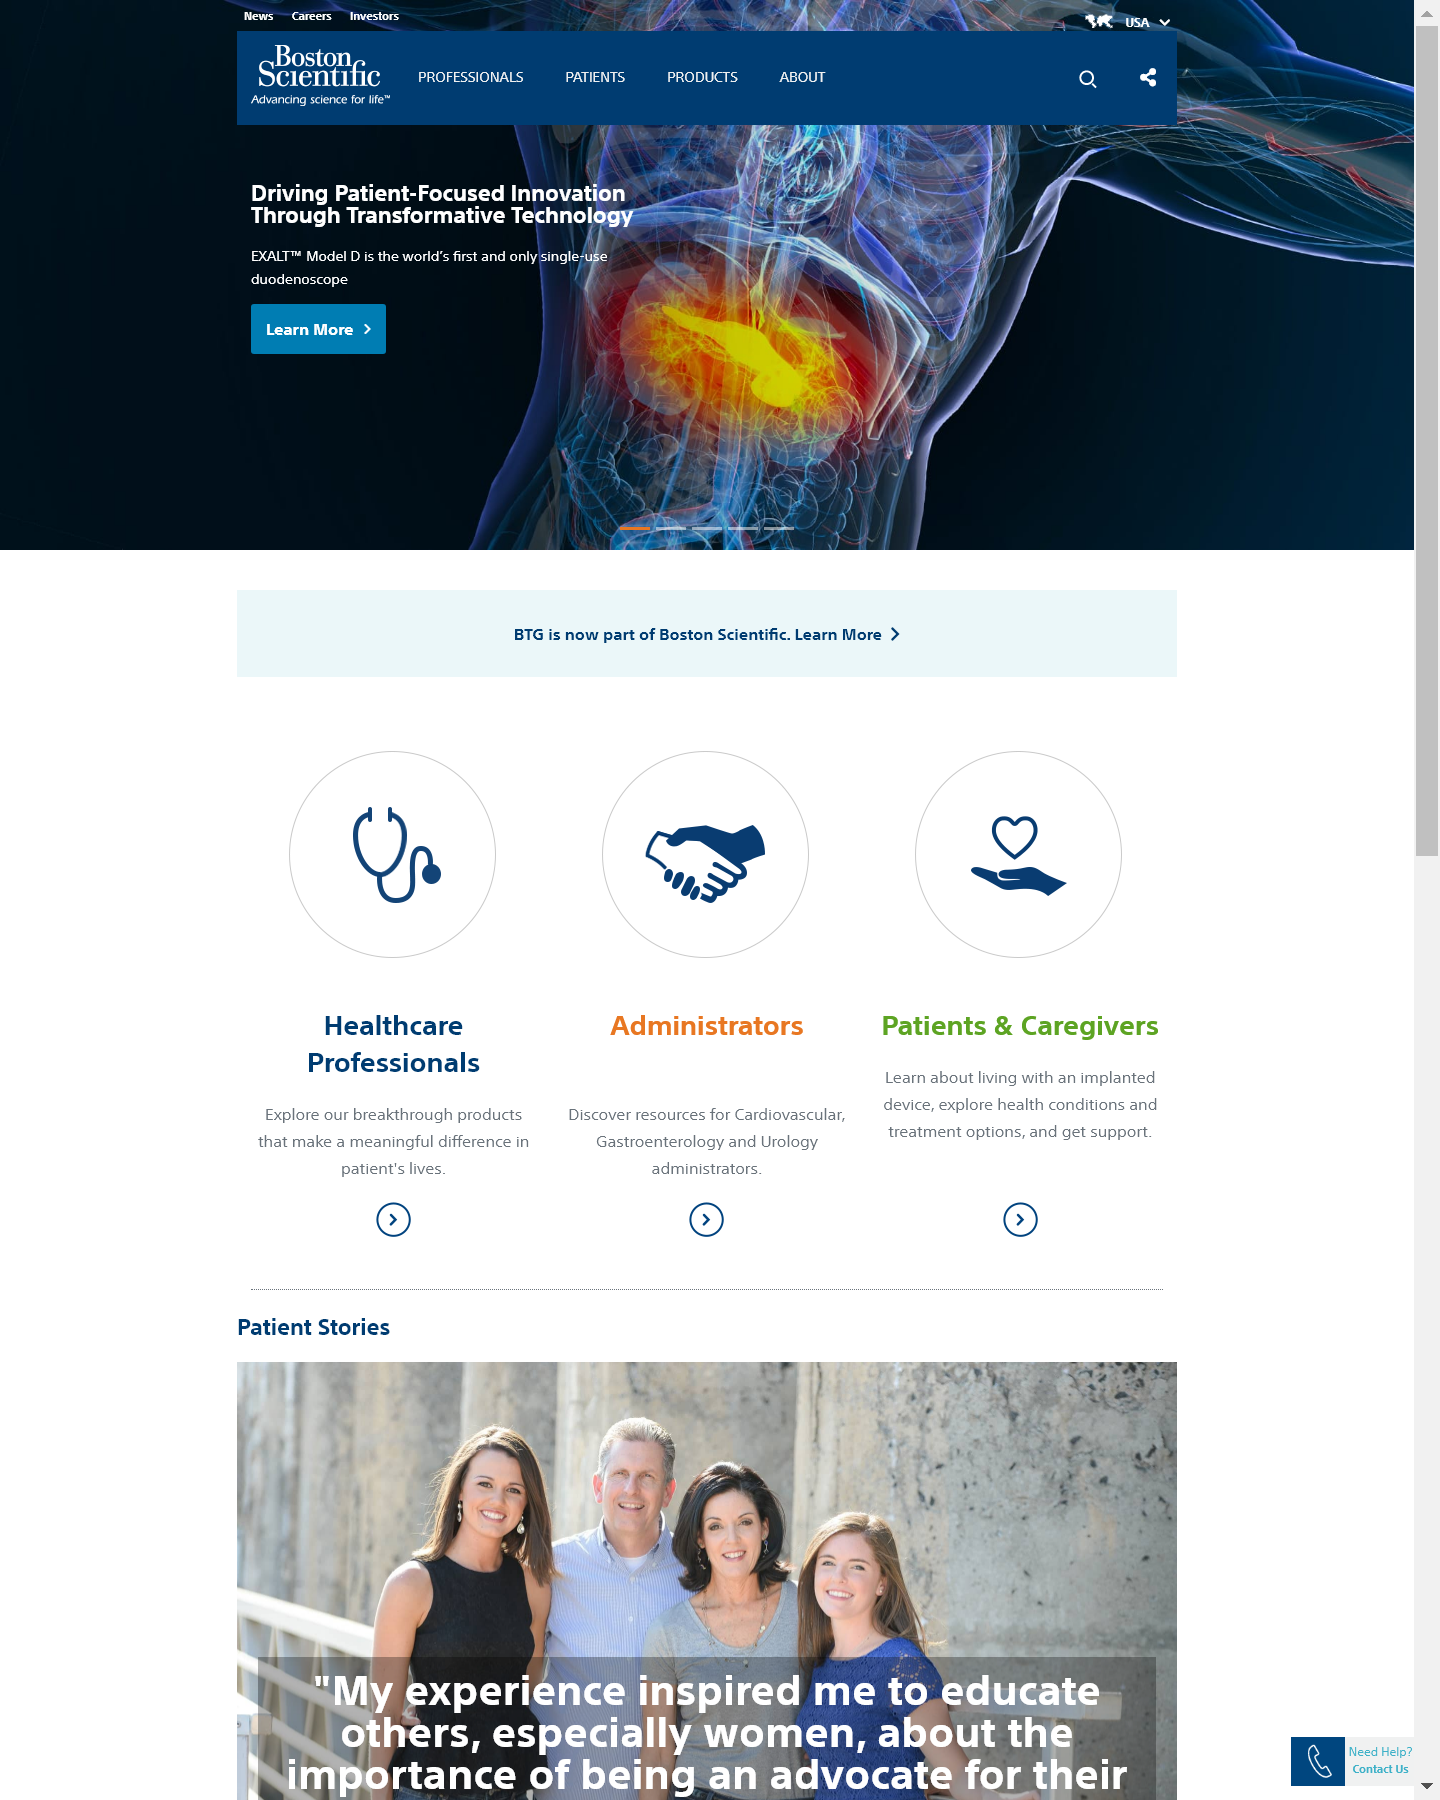 News
Careers
Investors
USA
Boston
Scientific
Advancing science for life™
PROFESSIONALS
PATIENTS
PRODUCTS
ABOUT
Driving Patient-Focused Innovation
Through Transformative Technology
EXALT™ Model D is the world's first and only single-use
duodenoscope
Learn More
BTG is now part of Boston Scientific. Learn More
Healthcare
Professionals
Explore our breakthrough products
that make a meaningful difference in
patient's lives.
Administrators
Discover resources for Cardiovascular,
Gastroenterology and Urology
administrators.
Patients & Caregivers
Learn about living with an implanted
device, explore health conditions and
treatment options, and get support.
Patient Stories
"My experience inspired me to educate
others, especially women, about the
importance of being an advocate for their
Need Help?
Contact Us